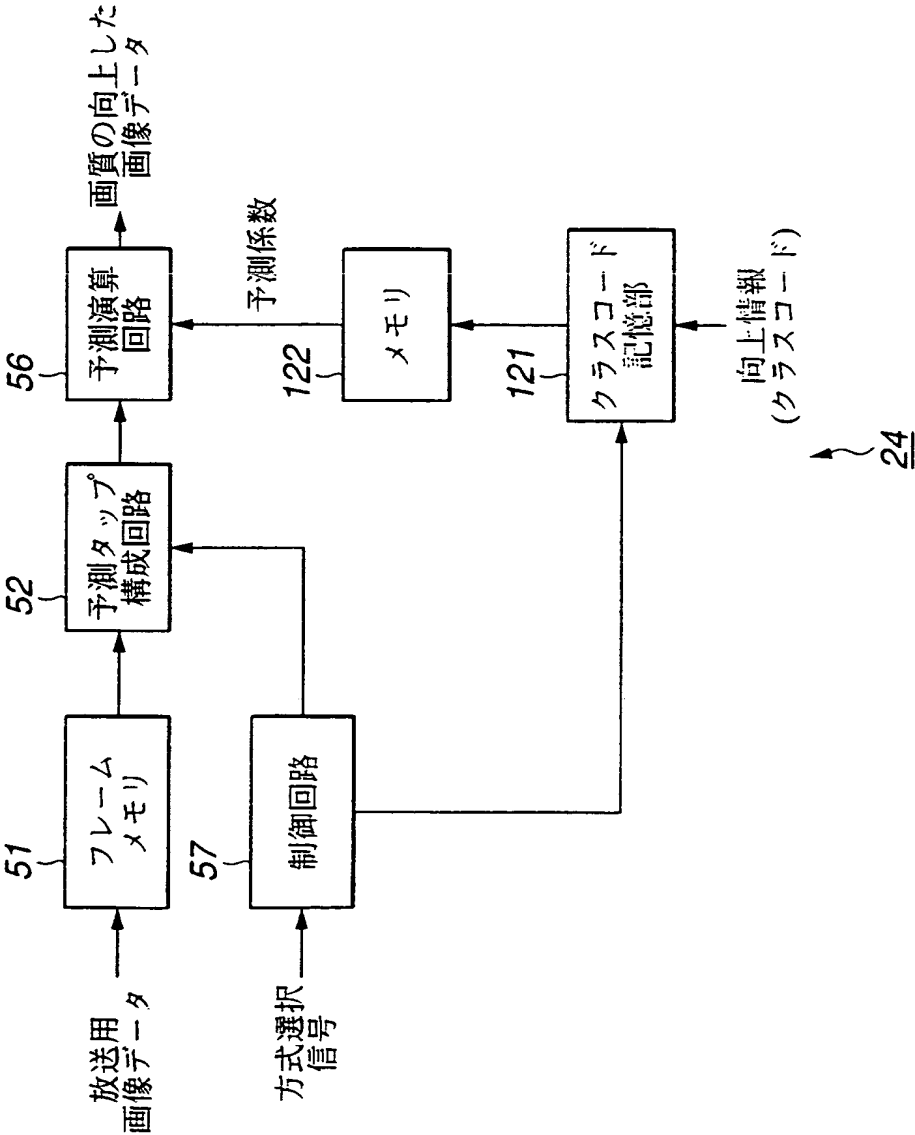 放送用
画像データ
51
フレーム
メモリ
52
予測タップ
構成回路
56
予測演算
回路
画質の向上した
画像データ
方式選択
信号
57
制御回路
予測係数
122
メモリ
121
クラスコード
記憶部
向上情報
(クラスコード)
24